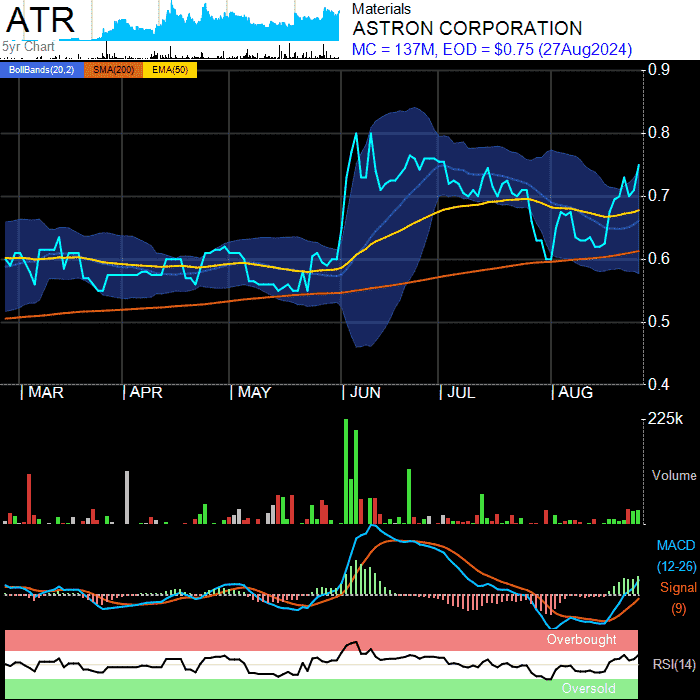 ATR
5yr Chart
Materials
ASTRON CORPORATION
MC = 137M, EOD = $0.75 (27Aug2024)
BollBands(20,2) SMA(200) EMA(50)
0.9
0.8
0.7
0.6
0.5
0.4
MAR APR MAY JUN JUL AUG
225k
Volume
MACD
(12-26)
Signal
(9)
Overbought
RSI(14)
Oversold